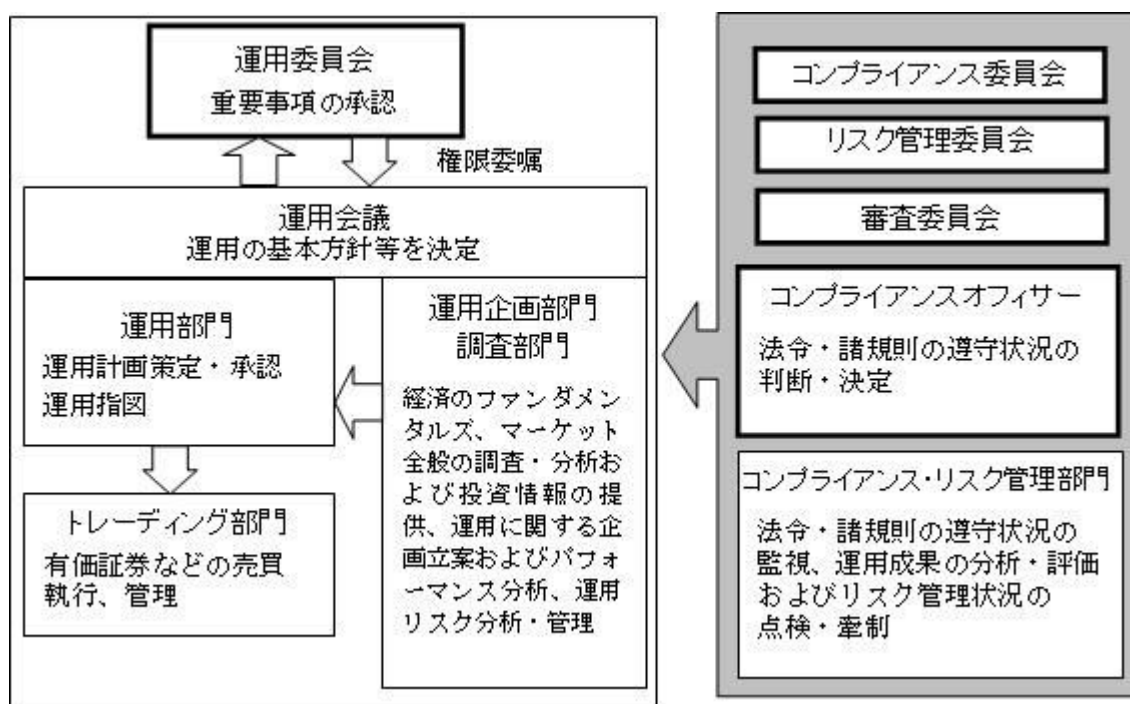 運用委員会
重要事項の承認
権限委嘱
運用会議
運用の基本方針等を決定
運用部門
運用計画策定・承認
運用指図
トレーディング部門
有価証券などの売買
執行、管理
運用企画部門
調査部門
経済のファンダメン
タルズ、マーケット
全般の調査・分析お
よび投資情報の提
供、運用に関する企
画立案およびパフォ
ーマンス分析、運用
リスク分析・管理
コンプライアンス委員会
リスク管理委員会
審査委員会
コンプライアンスオフィサー
法令・諸規則の遵守状況の
判断・決定
コンプライアンス・リスク管理部門
法令・諸規則の遵守状況の
監視、運用成果の分析・評価
およびリスク管理状況の
点検・牽制